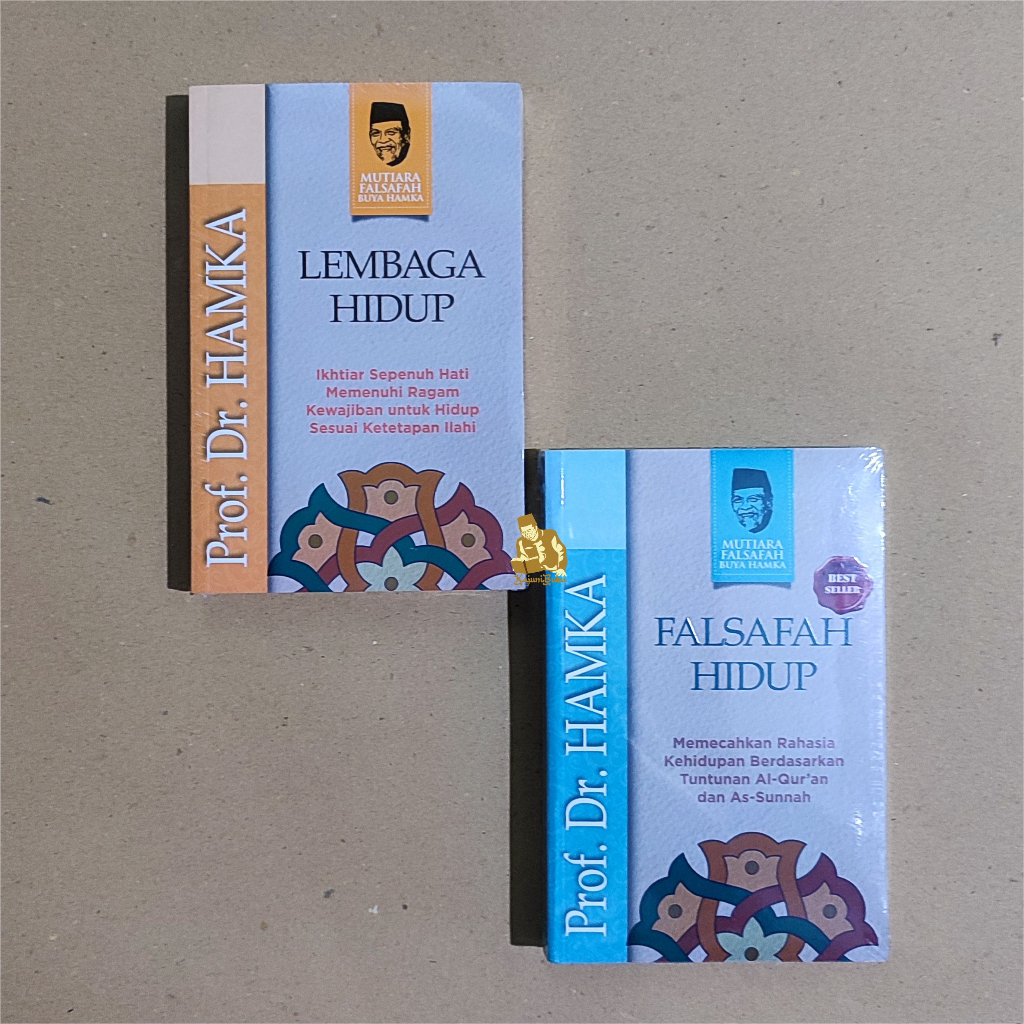 MUTIARA
FALSAFAH
BUYA HAMKA
Prof. Dr. HAMKA
LEMBAGA
HIDUP
Ikhtiar Sepenuh Hati
Memenuhi Ragam
Kewajiban untuk Hidup
Sesuai Ketetapan Ilahi
MUTIARA
FALSAFAH
BUYA HAMKA
BEST
SELLER
Prof. Dr. HAMKA
FALSAFAH
HIDUP
Memecahkan Rahasia
Kehidupan Berdasarkan
Tuntunan Al-Qur'an
dan As-Sunnah